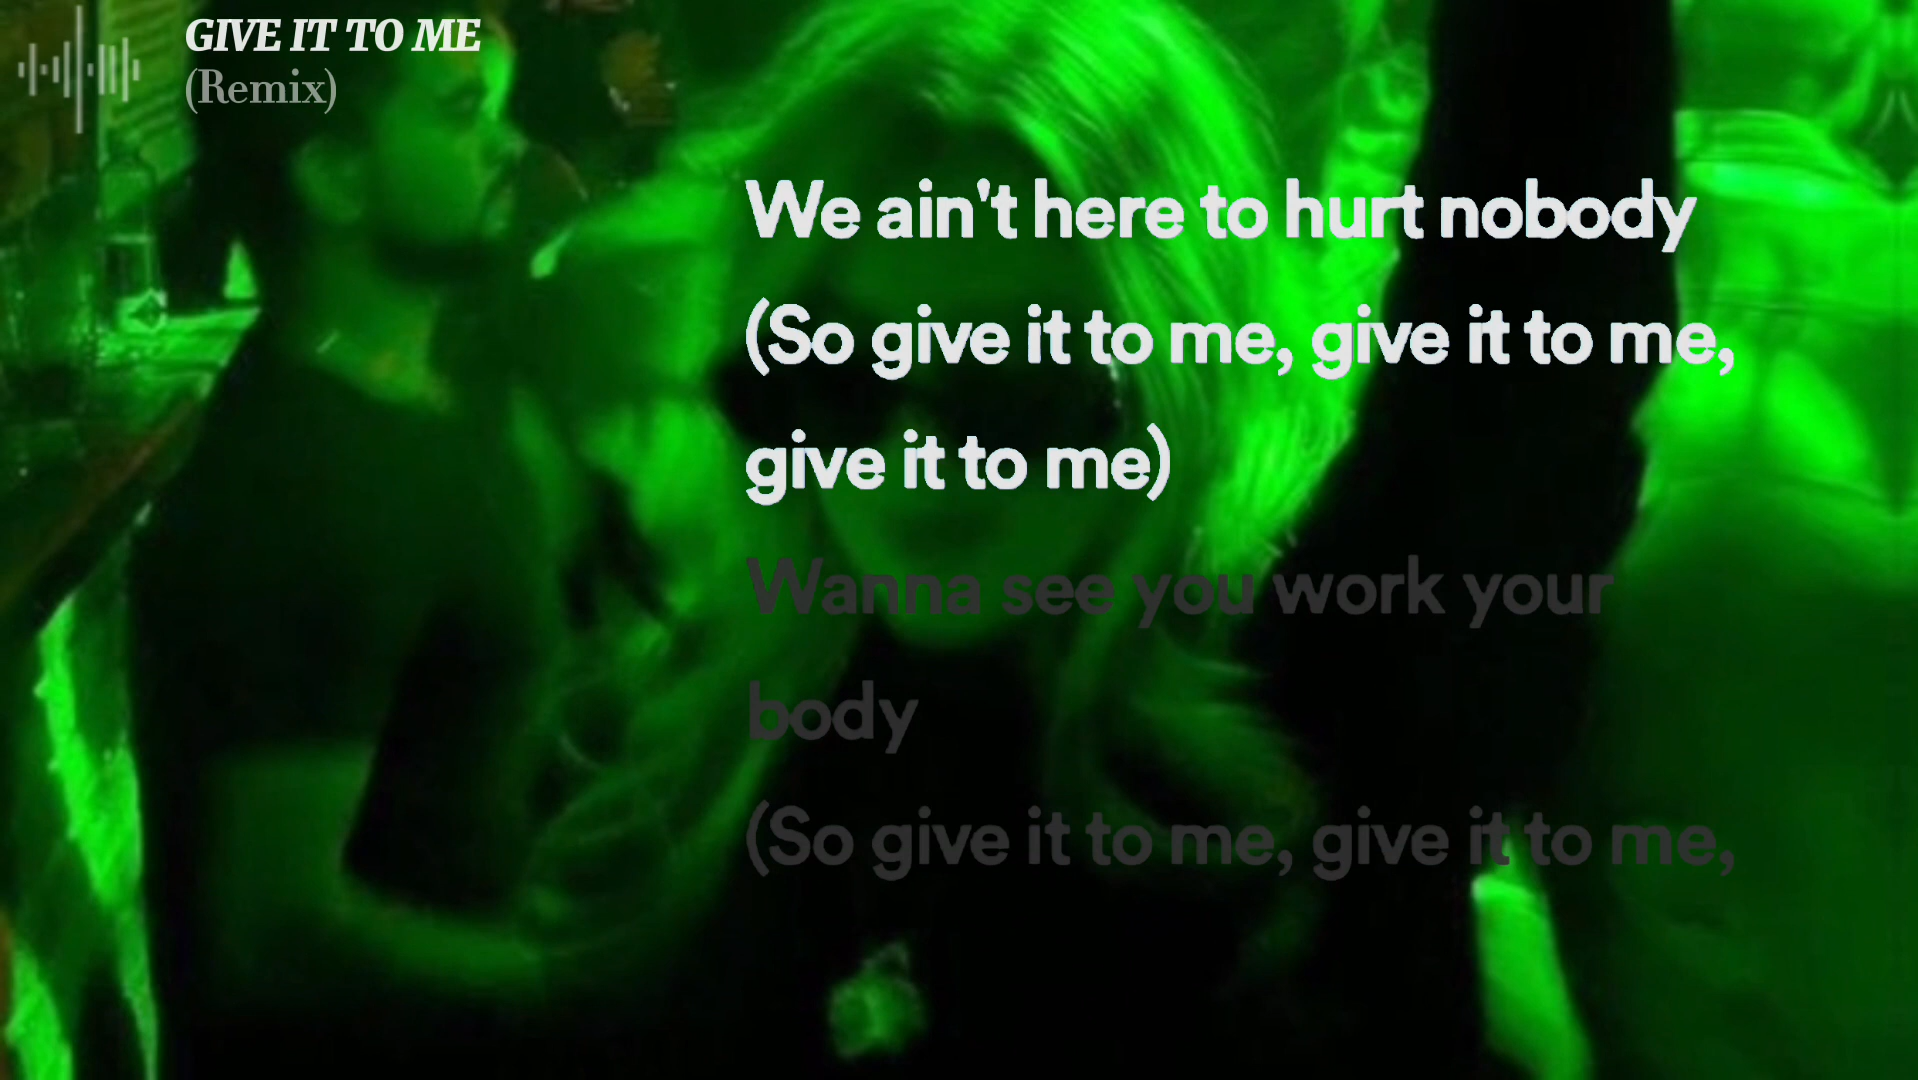 GIVE IT TO ME
(Remix)
We ain't here to hurt nobody
(So give it to me, give it to me,
give it to me)
Wanna see you work your
body
(So give it to me, give it to me,